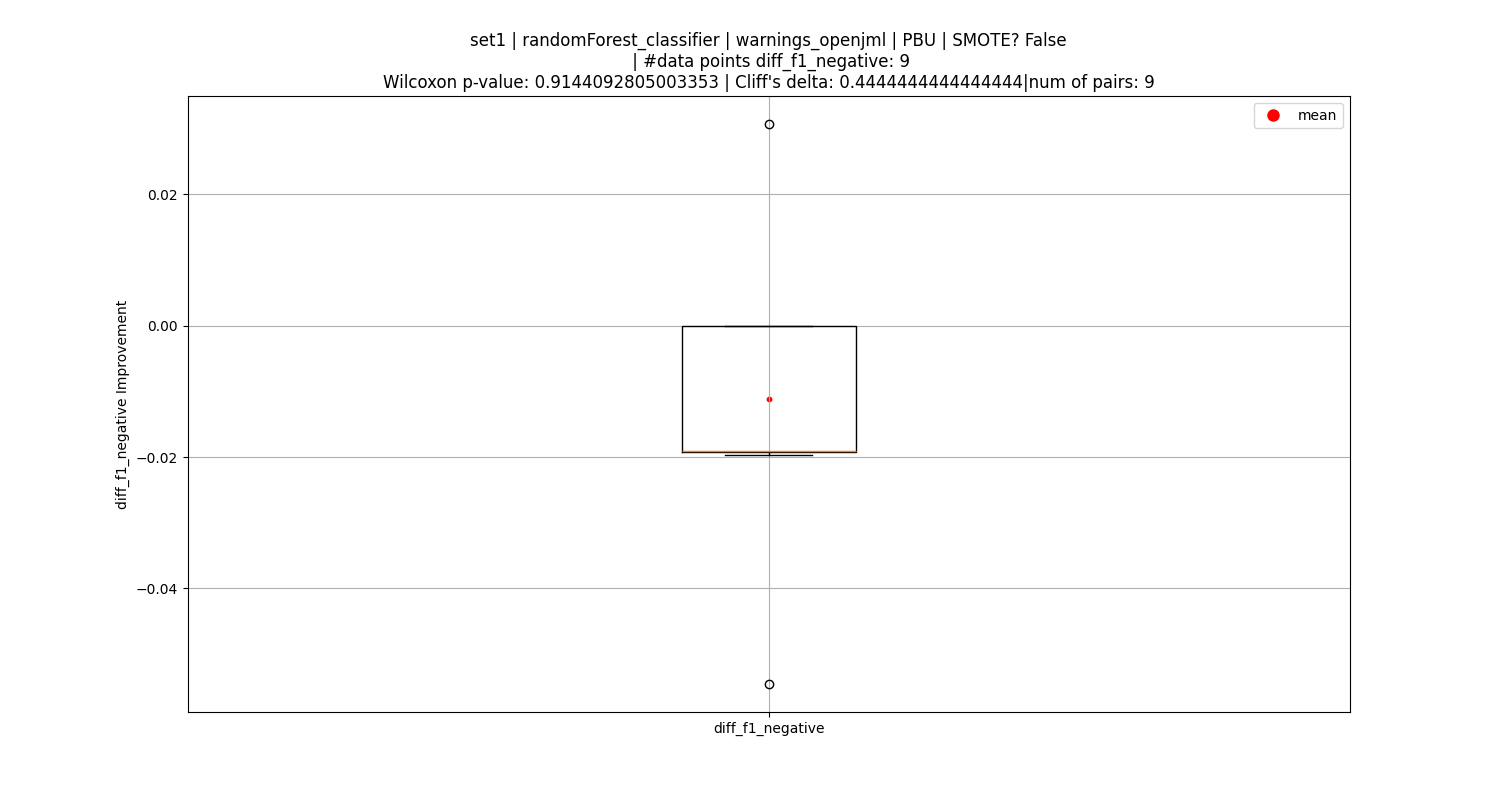 set1 | randomForest_classifier | warnings_openjml | PBU | SMOTE? False
| #data points diff_f1_negative: 9
Wilcoxon p-value: 0.9144092805003353 | Cliff's delta: 0.4444444444444444|num of pairs: 9
mean
0.02
0.00
−0.02
−0.04
diff_f1_negative Improvement
diff_f1_negative